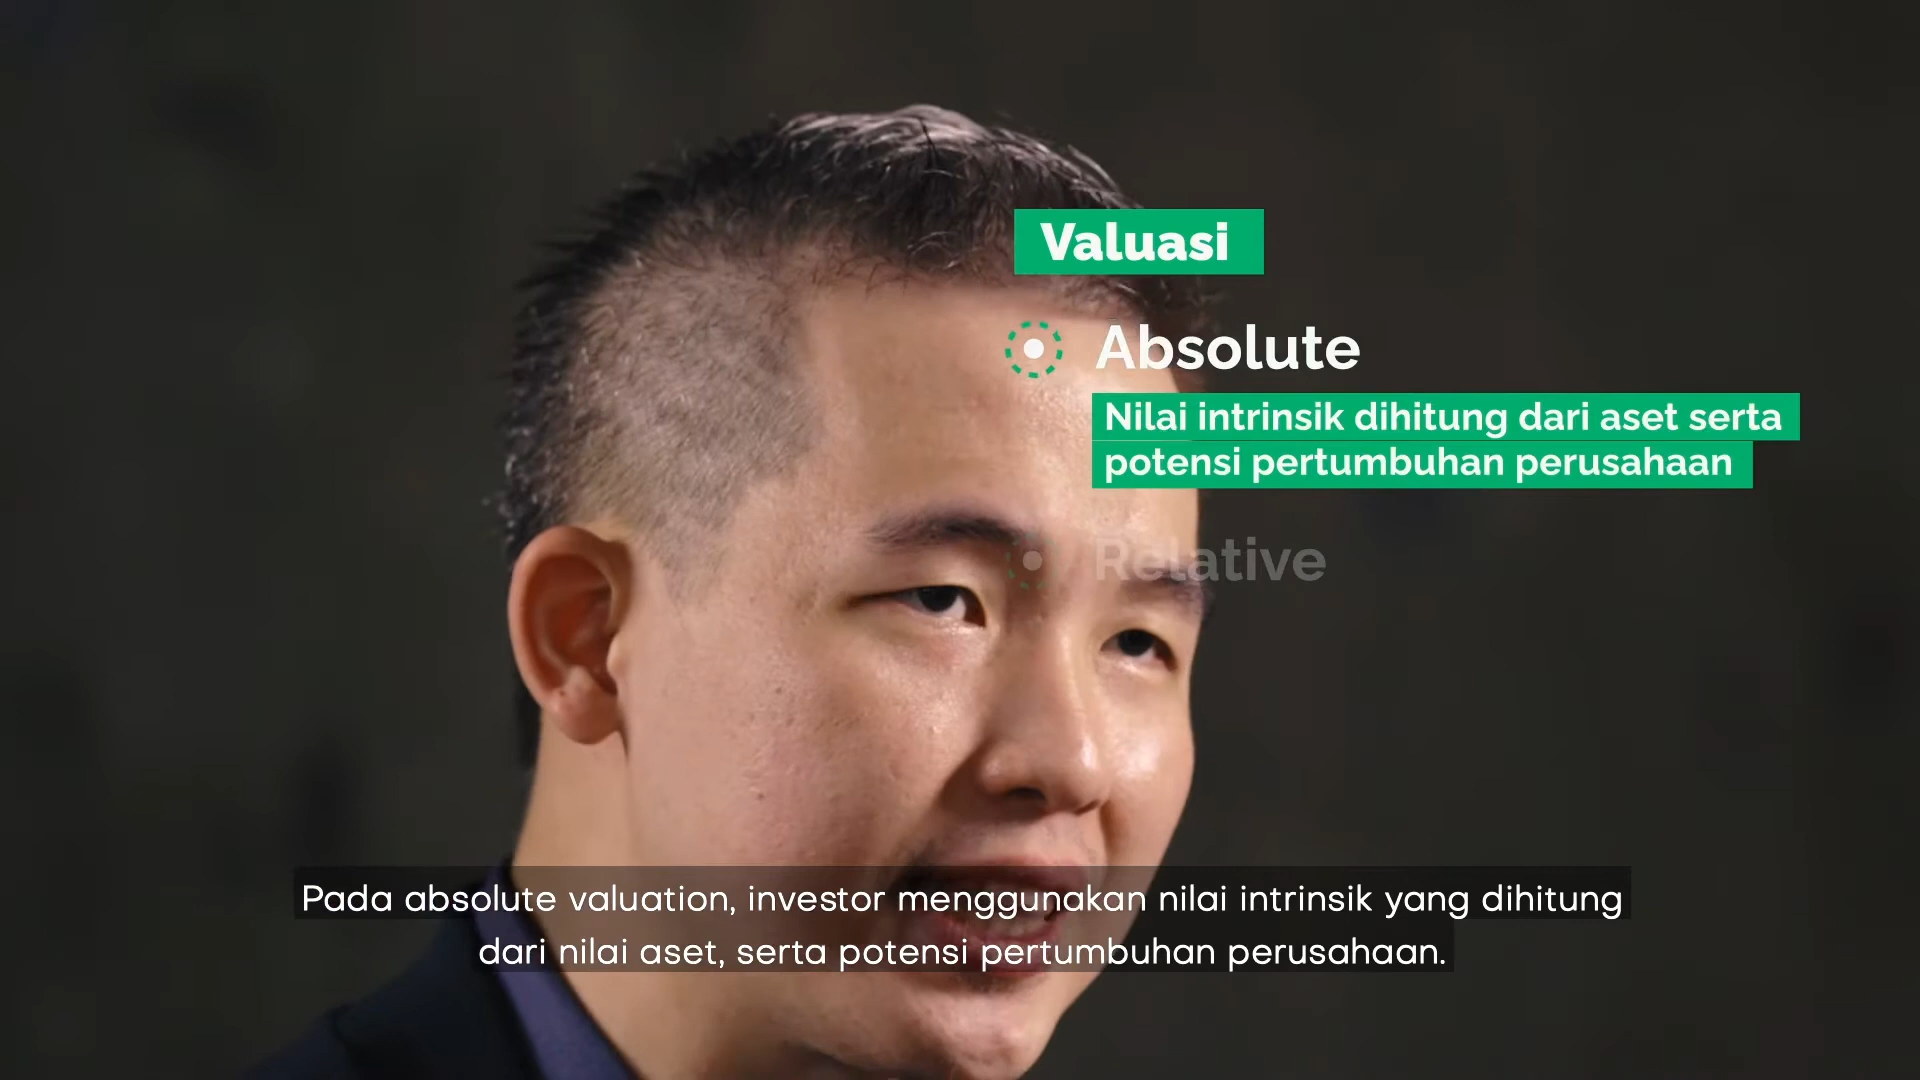 Valuasi
Absolute
Nilai intrinsik dihitung dari aset serta
potensi pertumbuhan perusahaan
Relative
Pada absolute valuation, investor menggunakan nilai intrinsik yang dihitung
dari nilai aset, serta potensi pertumbuhan perusahaan.